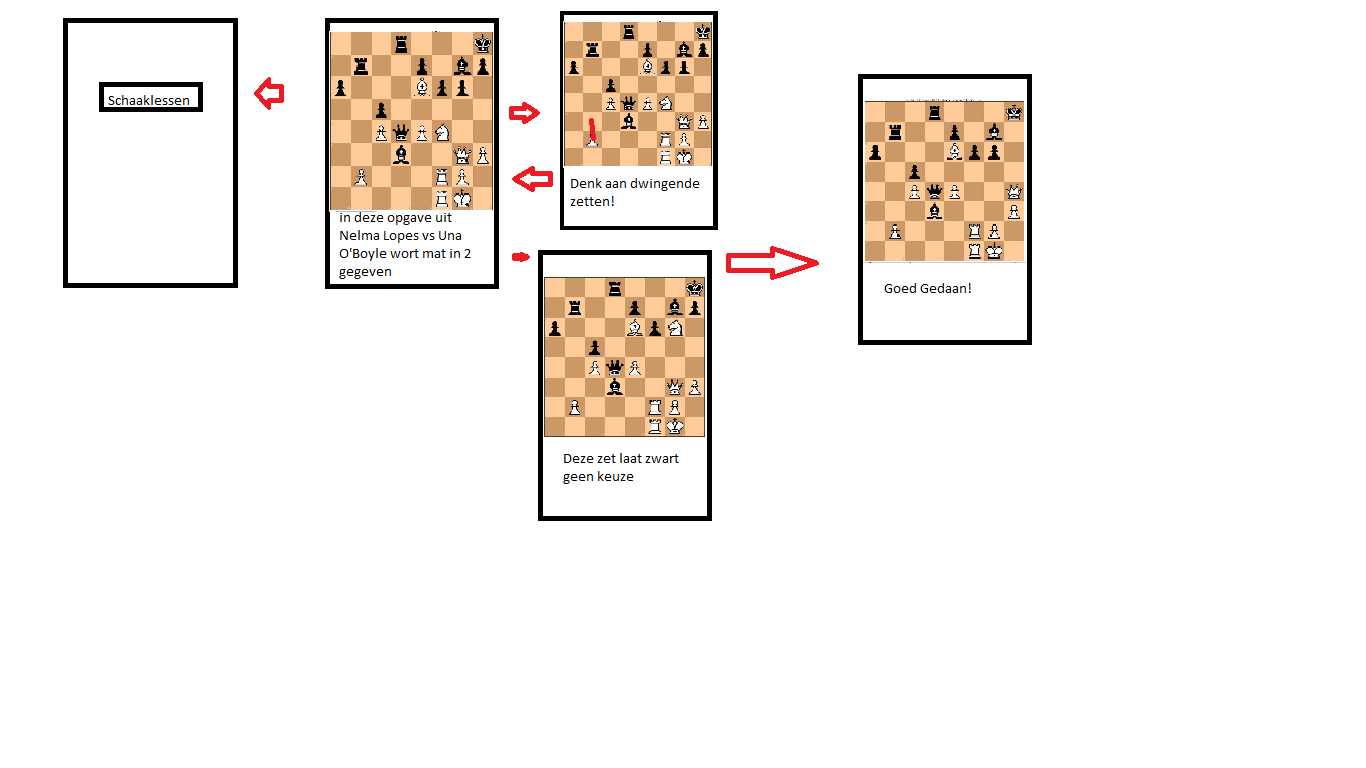 Schaaklessen
in deze opgave uit
Nelma Lopes vs Una
O'Boyle wort mat in 2
gegeven
Denk aan dwingende
zetten!
Deze zet laat zwart
geen keuze
Goed Gedaan!